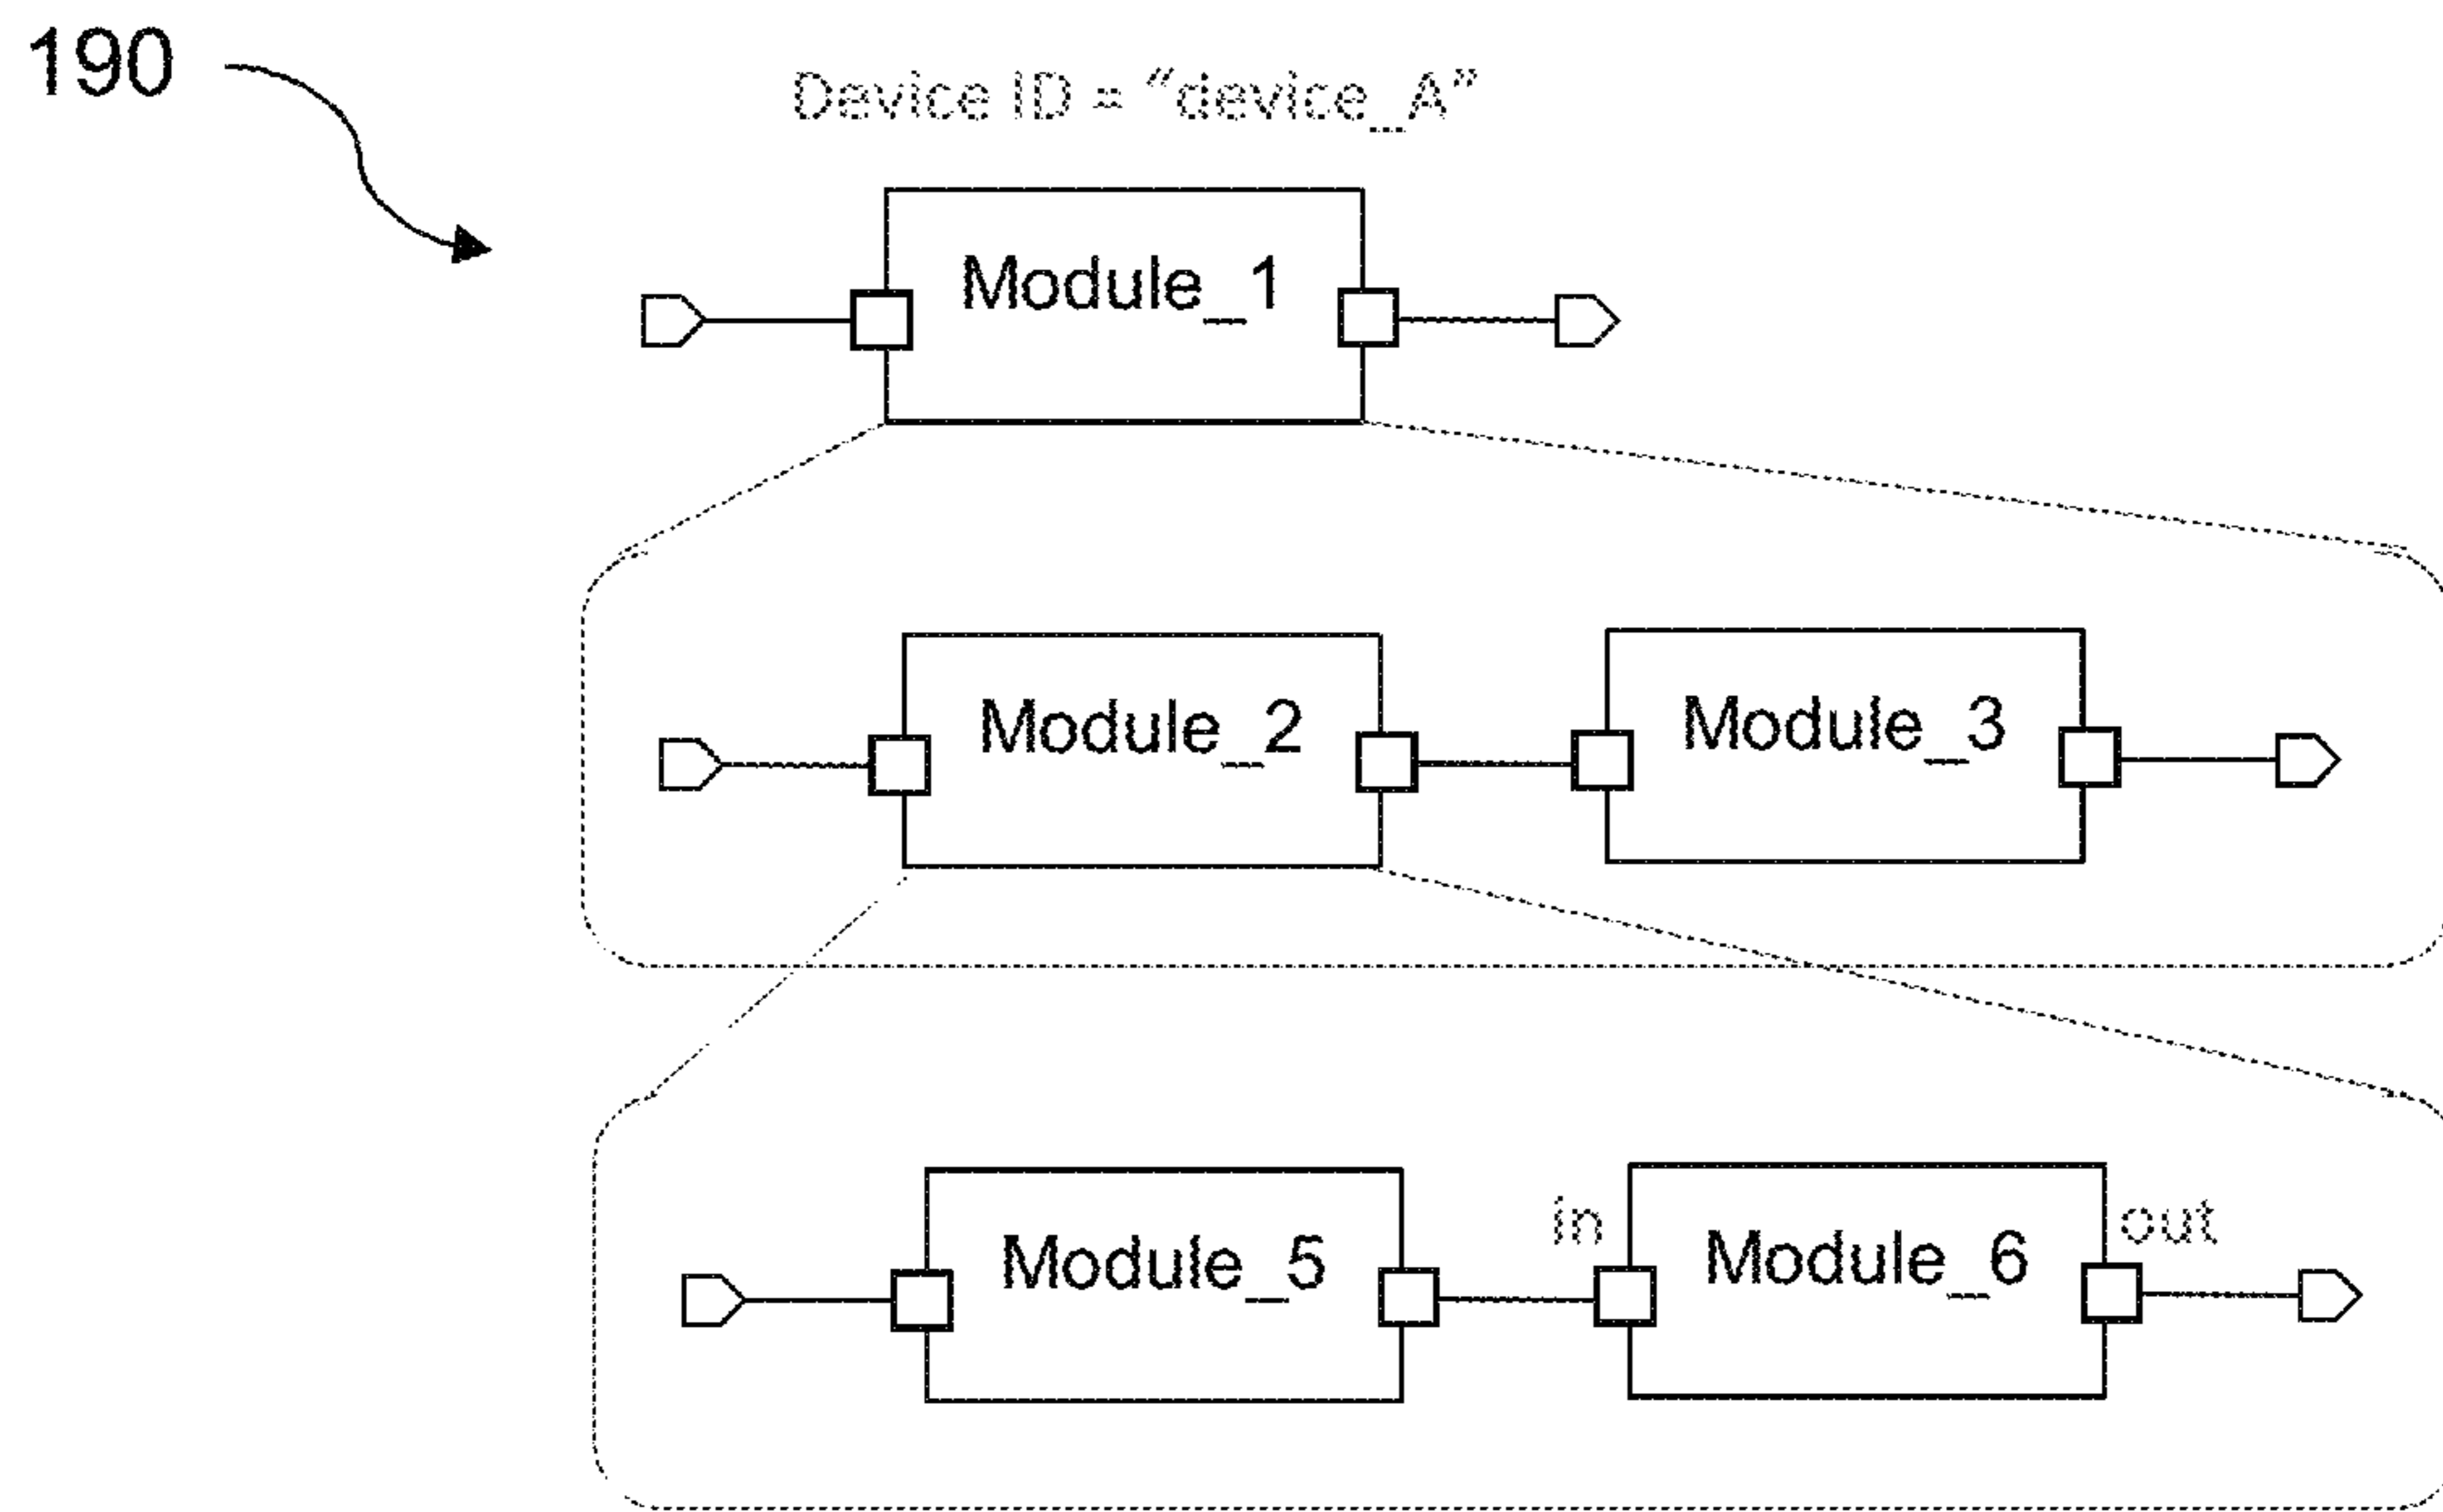 190
Device ID = “device_A”
Module_1
Module_2
Module_3
Module_5
in
Module_6
out